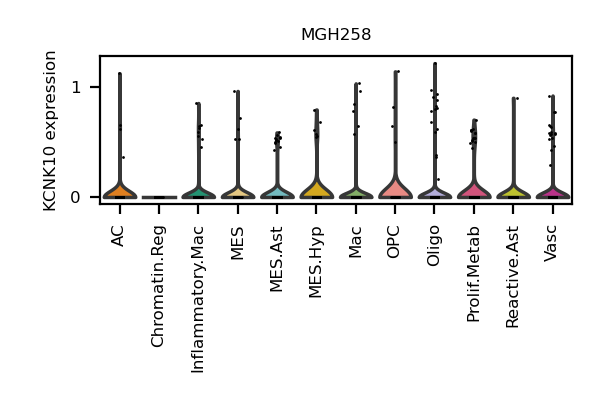 MGH258
KCNK10 expression
1
0
AC
Chromatin.Reg
Inflammatory.Mac
MES
MES.Ast
MES.Hyp
Mac
OPC
Oligo
Prolif.Metab
Reactive.Ast
Vasc